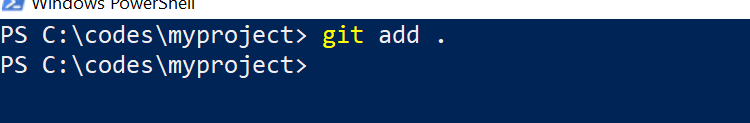 Windows PowerShell
PS C:\codes\myproject> git add .
PS C:\codes\myproject>